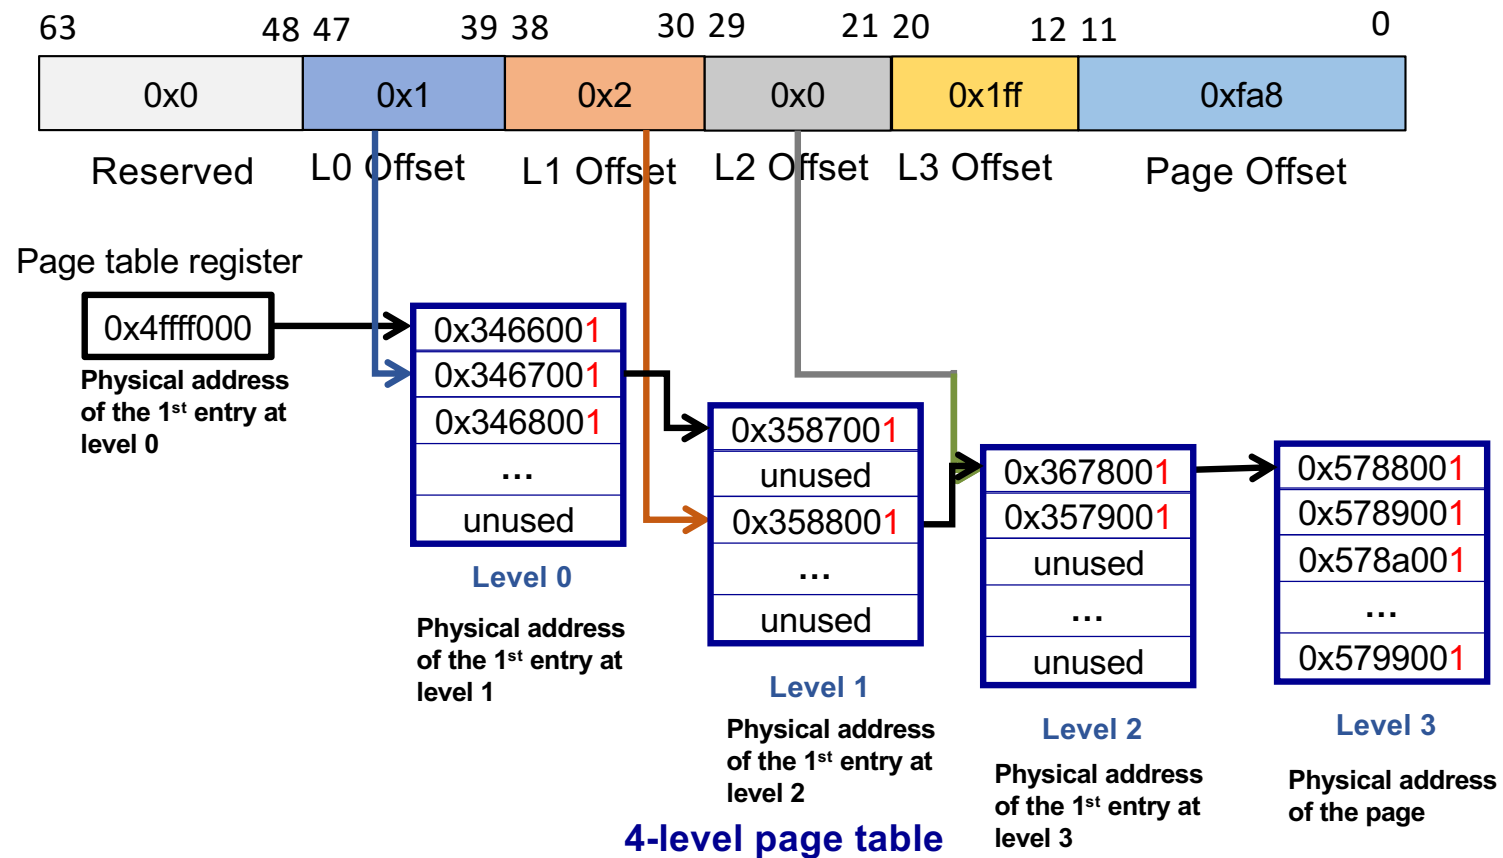 63 48 47 39 38 30 29 21 20 12 11 0
0x0 0x1 0x2 0x0 0x1ff 0xfa8
Reserved L0 Offset L1 Offset L2 Offset L3 Offset Page Offset
Page table register
0x4ffff000
Physical address
of the 1st entry at
level 0
0x3466001
0x3467001
0x3468001
...
unused
Level 0
Physical address
of the 1st entry at
level 1
0x3587001
unused
0x3588001
...
unused
Level 1
Physical address
of the 1st entry at
level 2
0x3678001
0x3579001
unused
...
unused
Level 2
Physical address
of the 1st entry at
level 3
0x5788001
0x5789001
0x578a001
...
0x5799001
Level 3
Physical address
of the page
4-level page table